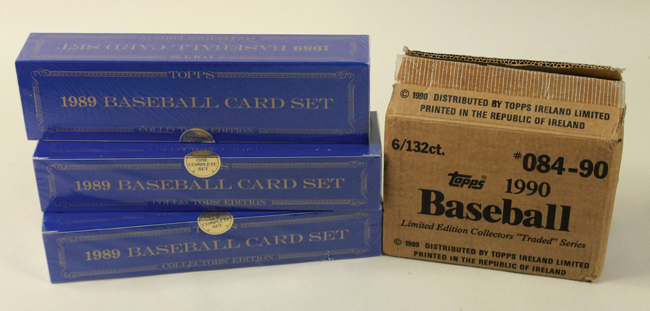 1989 BASEBALL CARD SET
TOPPS
TOPPS
1989 BASEBALL CARD SET
COLLECTORS' EDITION
ONE
COMPLETE
SET
1989 BASEBALL CARD SET
COLLECTORS' EDITION
COMPLETE
SET
1989 BASEBALL CARD SET
COLLECTORS' EDITION
© 1990 DISTRIBUTED BY TOPPS IRELAND LIMITED
PRINTED IN THE REPUBLIC OF IRELAND
6/132ct.
#084-90
topps 1990
Baseball
Limited Edition Collectors "Traded" Series
© 1990 DISTRIBUTED BY TOPPS IRELAND LIMITED
PRINTED IN THE REPUBLIC OF IRELAND